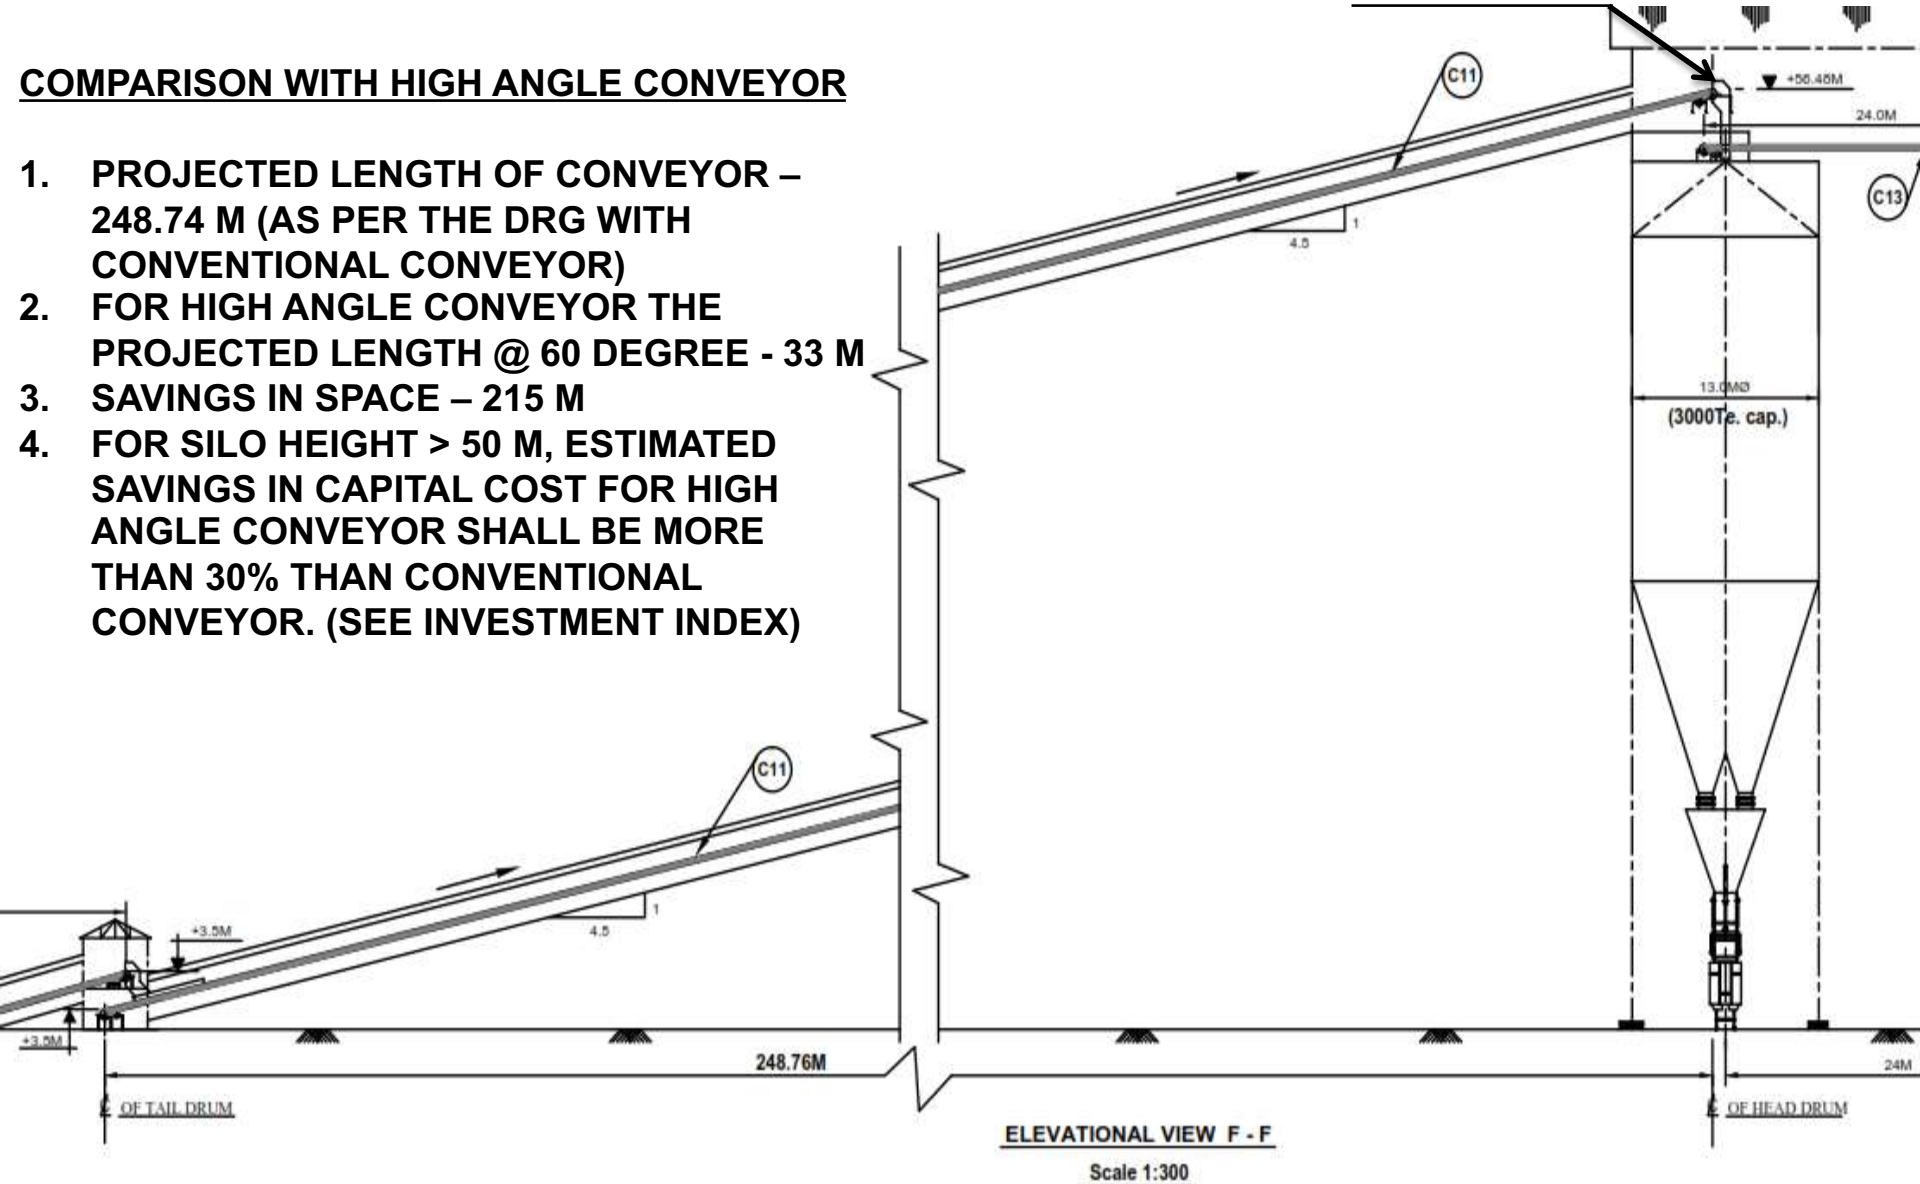 COMPARISON WITH HIGH ANGLE CONVEYOR
1. PROJECTED LENGTH OF CONVEYOR –
248.74 M (AS PER THE DRG WITH
CONVENTIONAL CONVEYOR)
2. FOR HIGH ANGLE CONVEYOR THE
PROJECTED LENGTH @ 60 DEGREE - 33 M
3. SAVINGS IN SPACE – 215 M
4. FOR SILO HEIGHT > 50 M, ESTIMATED
SAVINGS IN CAPITAL COST FOR HIGH
ANGLE CONVEYOR SHALL BE MORE
THAN 30% THAN CONVENTIONAL
CONVEYOR. (SEE INVESTMENT INDEX)
C11
+56.46M
24.0M
C13
1
4.5
13.0MØ
(3000Te. cap.)
C11
1
4.5
+3.5M
+3.5M
248.76M
24M
℄ OF TAIL DRUM
℄ OF HEAD DRUM
ELEVATIONAL VIEW F - F
Scale 1:300